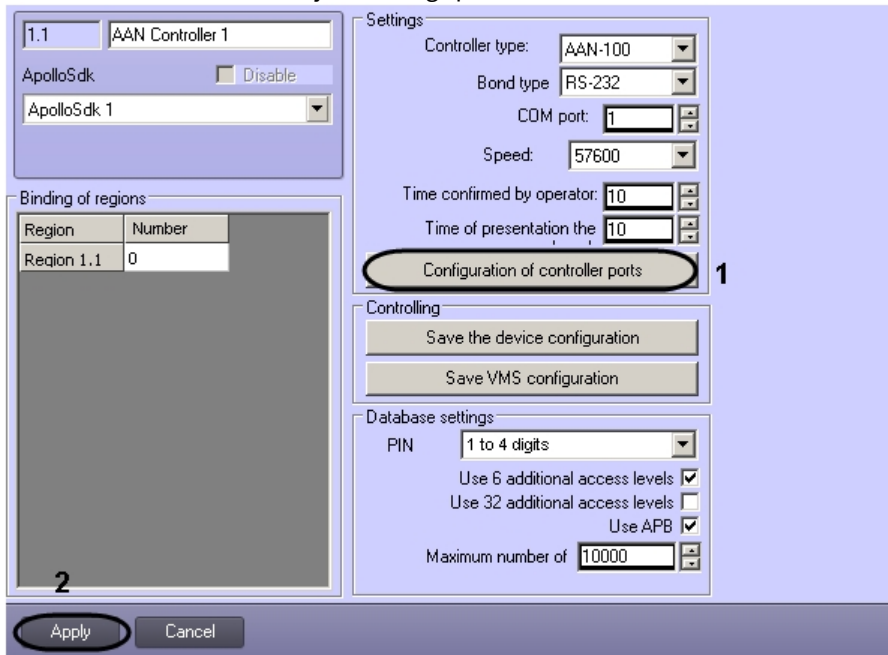 1.1 AAN Controller 1
ApolloSdk Disable
ApolloSdk 1
Binding of regions
Region Number
Region 1.1 0
Settings
Controller type: AAN-100
Bond type RS-232
COM port: 1
Speed: 57600
Time confirmed by operator: 10
Time of presentation the 10
Configuration of controller ports 1
Controlling
Save the device configuration
Save VMS configuration
Database settings
PIN 1 to 4 digits
Use 6 additional access levels
Use 32 additional access levels
Use APB
Maximum number of 10000
2
Apply Cancel